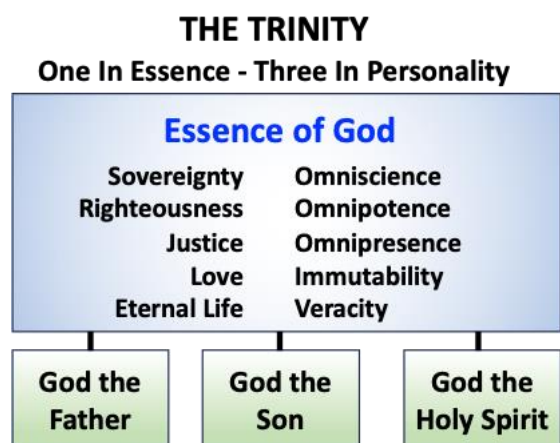 THE TRINITY
One In Essence - Three In Personality
Essence of God
Sovereignty Omniscience
Righteousness Omnipotence
Justice Omnipresence
Love Immutability
Eternal Life Veracity
God the
Father
God the
Son
God the
Holy Spirit